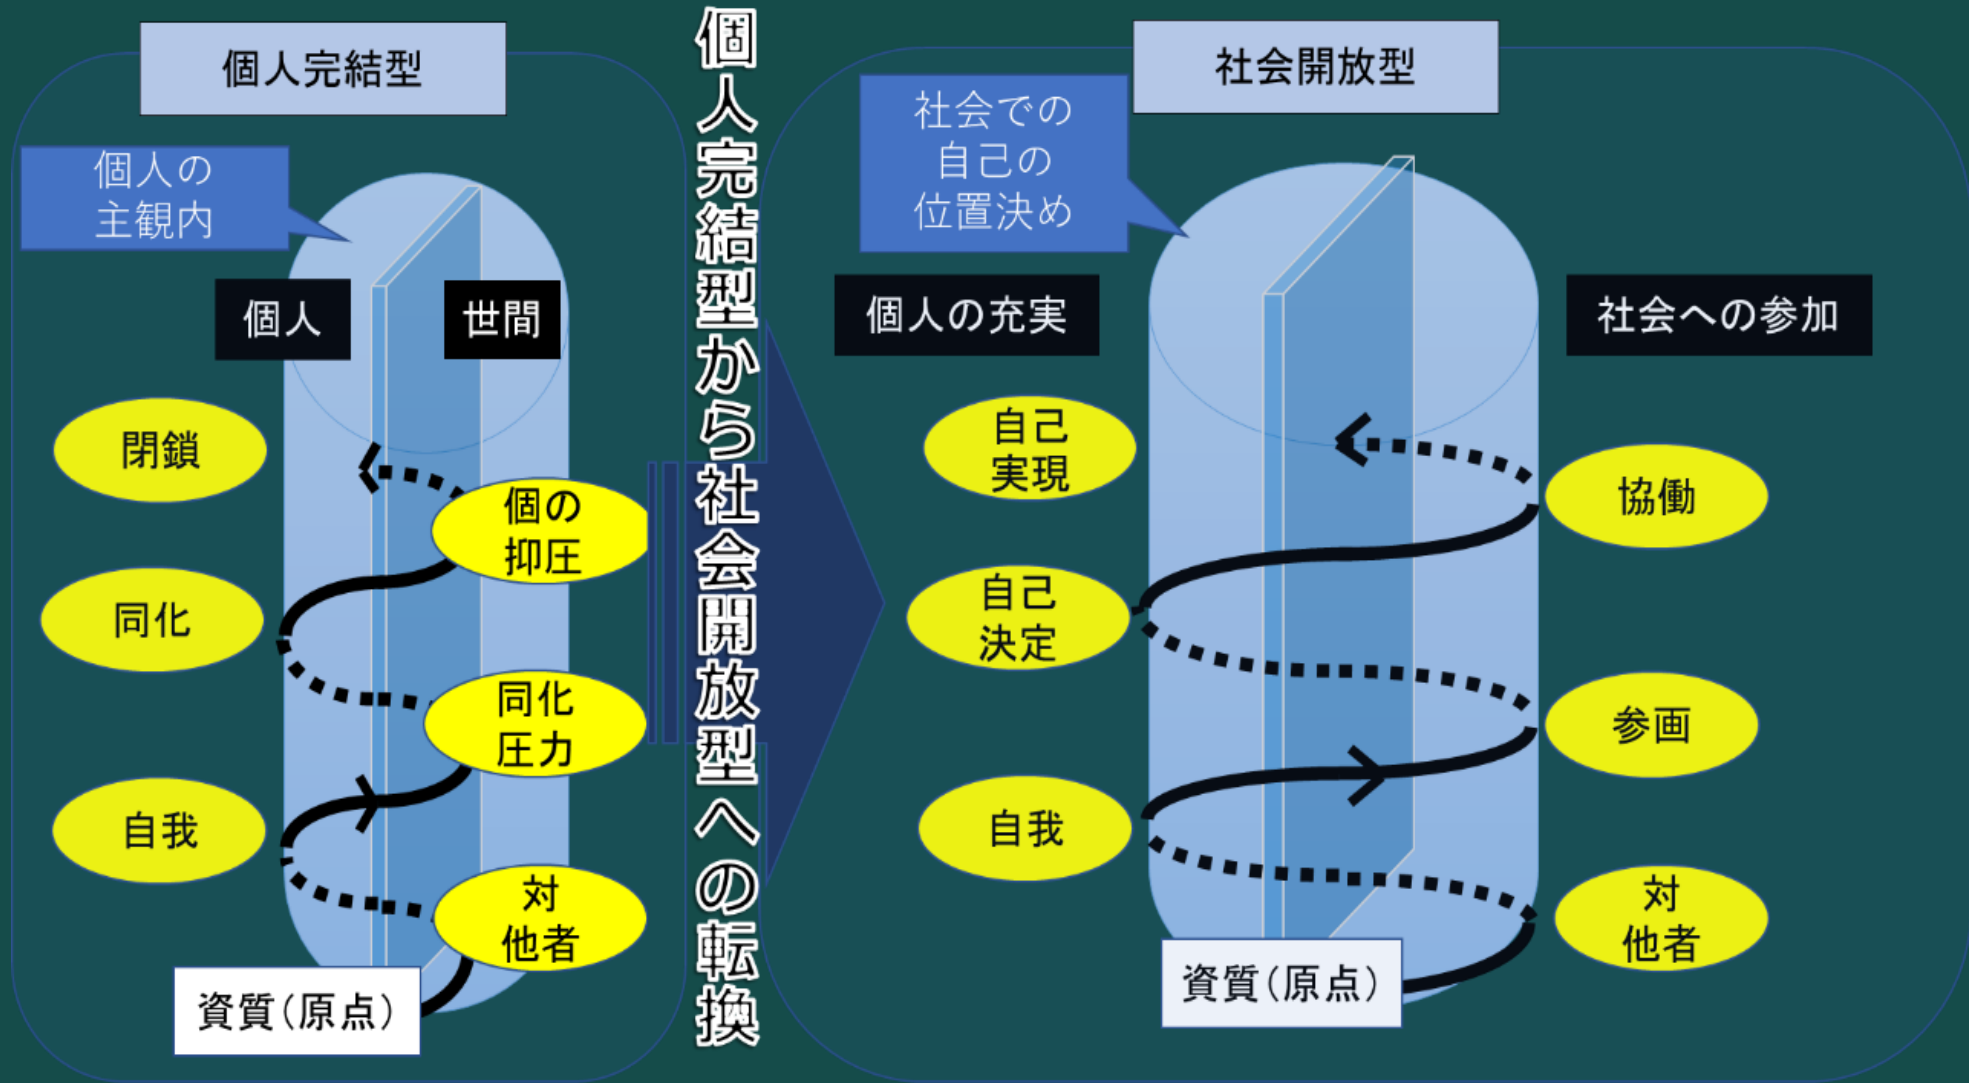 個人完結型
個人の
主観内
個人
世間
閉鎖
個の
抑圧
同化
同化
圧力
自我
対
他者
資質(原点)
個人完結型から社会開放型への転換
社会開放型
社会での
自己の
位置決め
個人の充実
社会への参加
自己
実現
協働
自己
決定
参画
自我
対
他者
資質(原点)